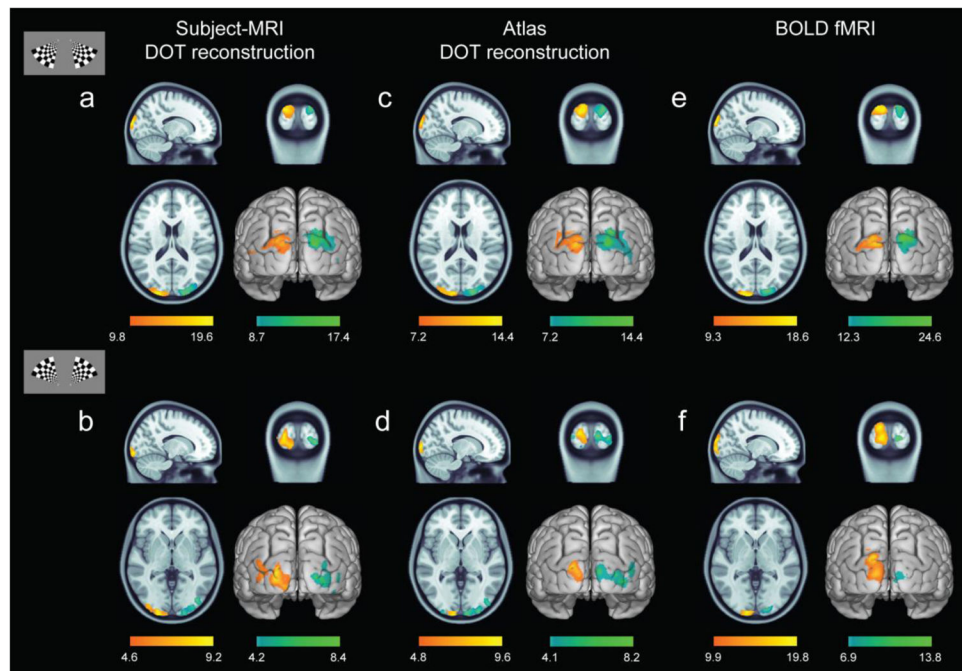 Subject-MRI
DOT reconstruction
Atlas
DOT reconstruction
BOLD fMRI
a
c
e
9.8
19.6
8.7
17.4
7.2
14.4
7.2
14.4
9.3
18.6
12.3
24.6
b
d
f
4.6
9.2
4.2
8.4
4.8
9.6
4.1
8.2
9.9
19.8
6.9
13.8